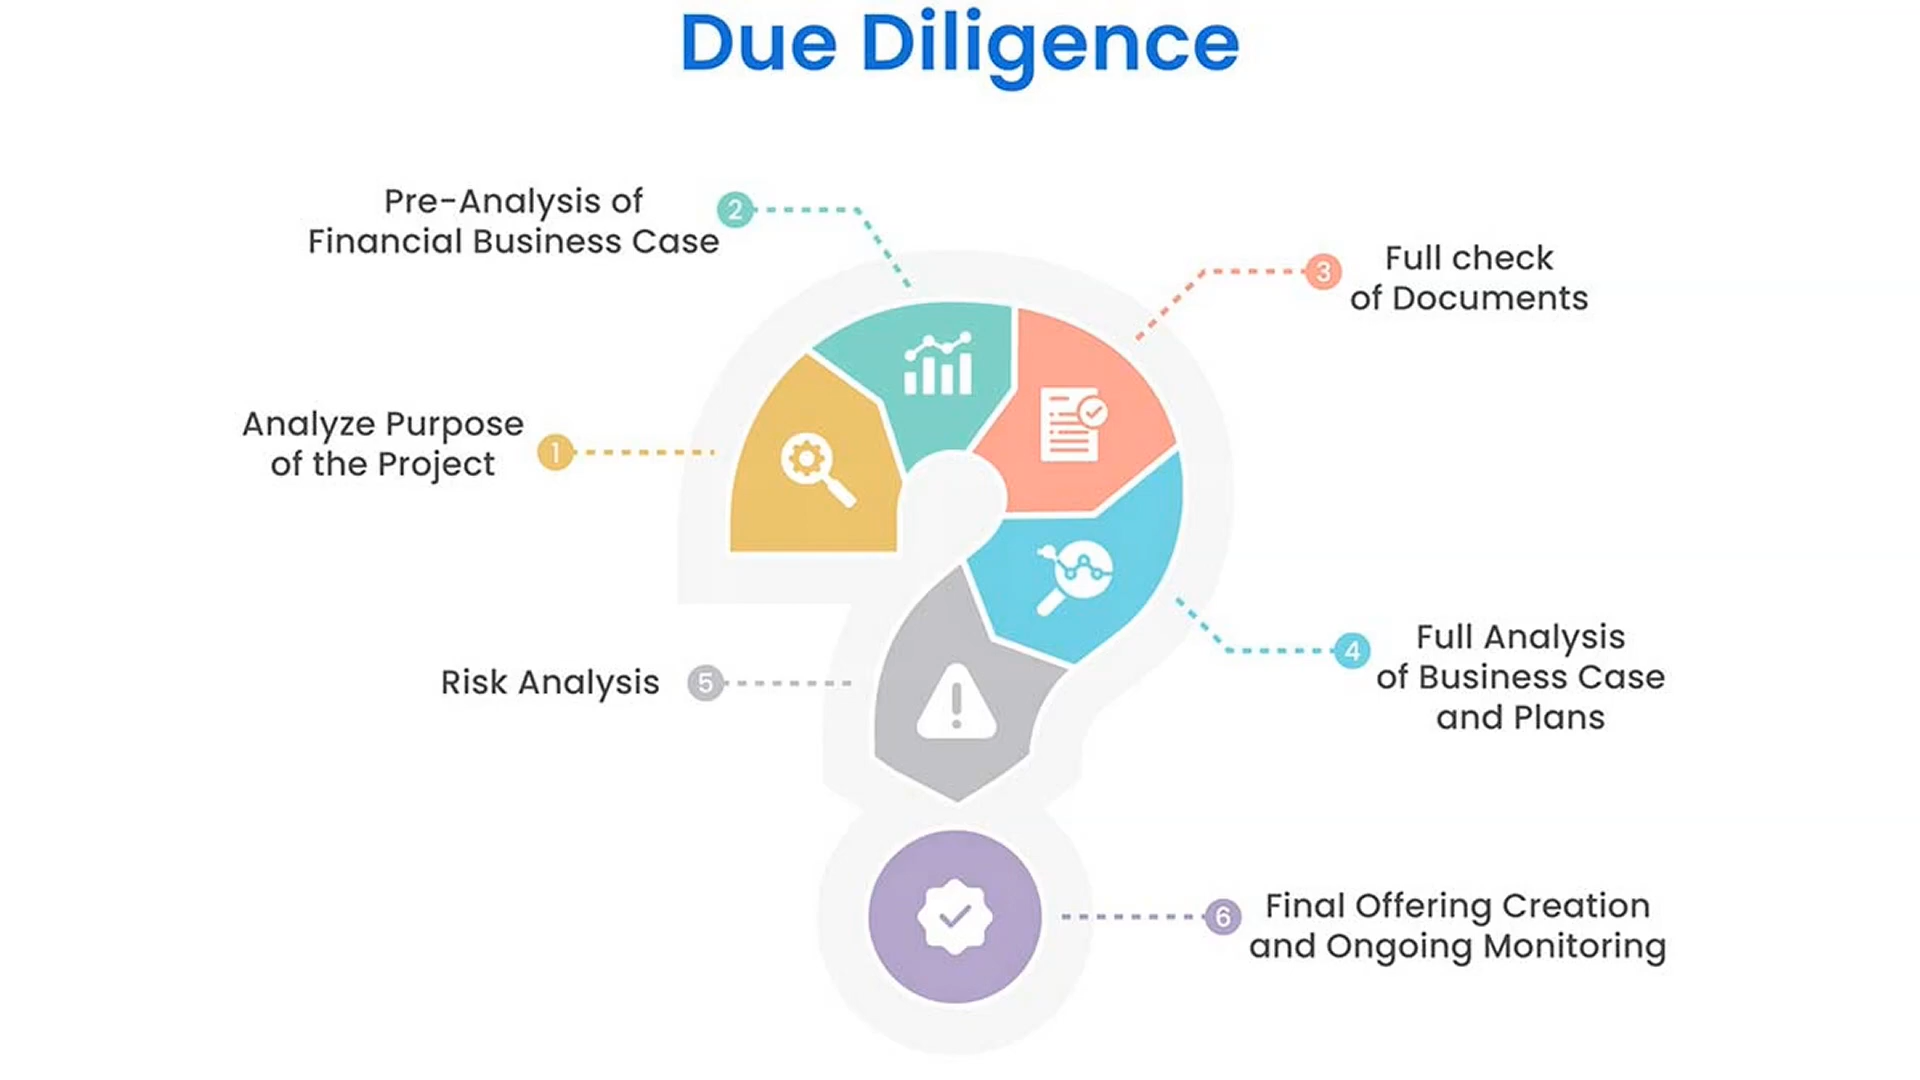 Due Diligence
1
Analyze Purpose
of the Project
2
Pre-Analysis of
Financial Business Case
3
Full check
of Documents
4
Full Analysis
of Business Case
and Plans
5
Risk Analysis
6
Final Offering Creation
and Ongoing Monitoring